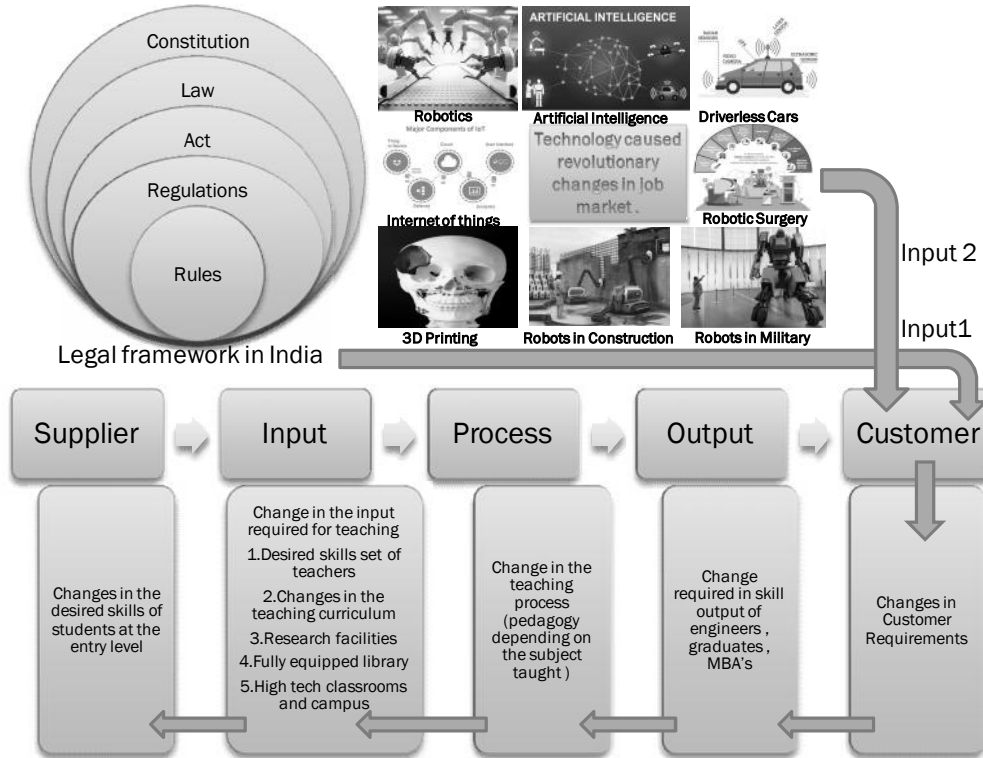 Constitution
Law
Act
Regulations
Rules
Legal framework in India
ARTIFICIAL INTELLIGENCE
Robotics
Artificial Intelligence
Driverless Cars
Major Components of IoT
Cloud
Technology caused
revolutionary
changes in job
market .
Internet of things
Robotic Surgery
3D Printing
Robots in Construction
Robots in Military
Input 2
Input1
Supplier
Input
Process
Output
Customer
Changes in the
desired skills of
students at the
entry level
Change in the input
required for teaching
1.Desired skills set of
teachers
2.Changes in the
teaching curriculum
3.Research facilities
4.Fully equipped library
5.High tech classrooms
and campus
Change in the
teaching
process
(pedagogy
depending on
the subject
taught )
Change
required in skill
output of
engineers ,
graduates ,
MBA's
Changes in
Customer
Requirements